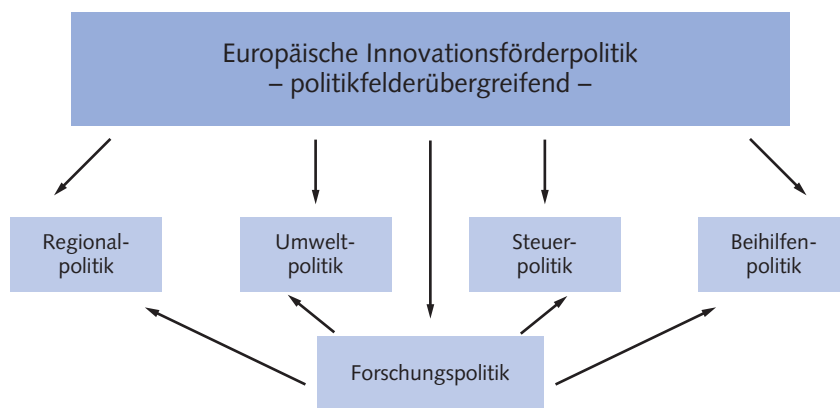 Europäische Innovationsförderpolitik
– politikfelderübergreifend –
Regional-
politik
Umwelt-
politik
Steuer-
politik
Beihilfen-
politik
Forschungspolitik